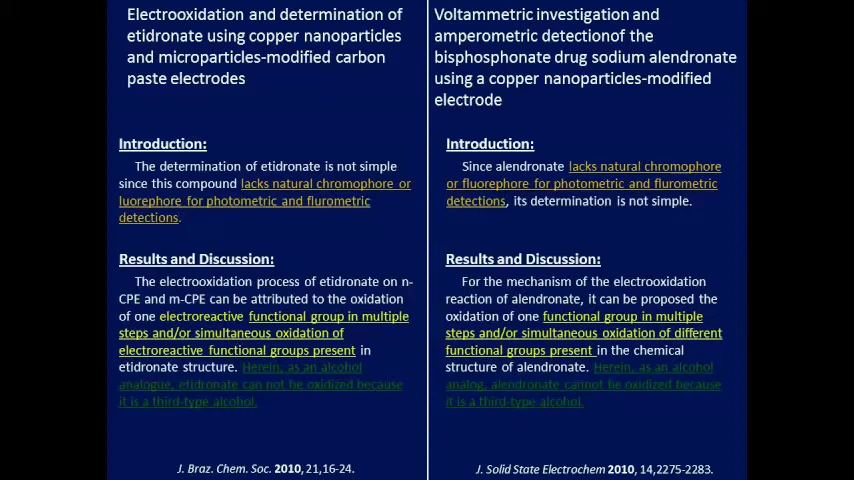 Electrooxidation and determination of
etidronate using copper nanoparticles
and microparticles-modified carbon
paste electrodes
Introduction:
The determination of etidronate is not simple
since this compound lacks natural chromophore or
luorephore for photometric and flurometric
detections.
Results and Discussion:
The electrooxidation process of etidronate on n-
CPE and m-CPE can be attributed to the oxidation
of one electroreactive functional group in multiple
steps and/or simultaneous oxidation of
electroreactive functional groups present in
etidronate structure. Herein, as an alcohol
analogue, etidronate can not be oxidized because
it is a third-type alcohol.
J. Braz. Chem. Soc. 2010, 21,16-24.
Voltammetric investigation and
amperometric detectionof the
bisphosphonate drug sodium alendronate
using a copper nanoparticles-modified
electrode
Introduction:
Since alendronate lacks natural chromophore
or fluorephore for photometric and flurometric
detections, its determination is not simple.
Results and Discussion:
For the mechanism of the electrooxidation
reaction of alendronate, it can be proposed the
oxidation of one functional group in multiple
steps and/or simultaneous oxidation of different
functional groups present in the chemical
structure of alendronate. Herein, as an alcohol
analog, alendronate cannot be oxidized because
it is a third-type alcohol.
J. Solid State Electrochem 2010, 14,2275-2283.